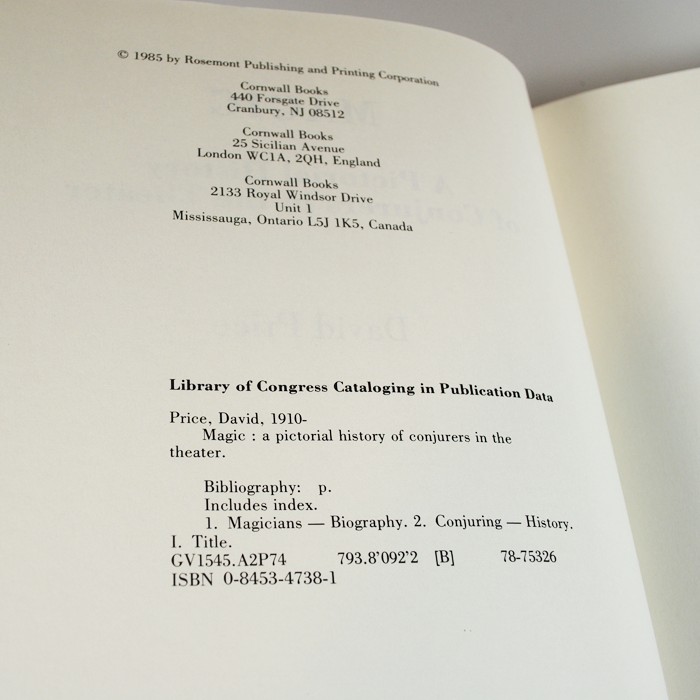 © 1985 by Rosemont Publishing and Printing Corporation
Cornwall Books
440 Forsgate Drive
Cranbury, NJ 08512
Cornwall Books
25 Sicilian Avenue
London WC1A, 2QH, England
Cornwall Books
2133 Royal Windsor Drive
Unit 1
Mississauga, Ontario L5J 1K5, Canada
Library of Congress Cataloging in Publication Data
Price, David, 1910-
Magic : a pictorial history of conjurers in the
theater.
Bibliography: p.
Includes index.
1. Magicians — Biography. 2. Conjuring — History.
I. Title.
GV1545.A2P74 793.8'092'2 [B] 78-75326
ISBN 0-8453-4738-1